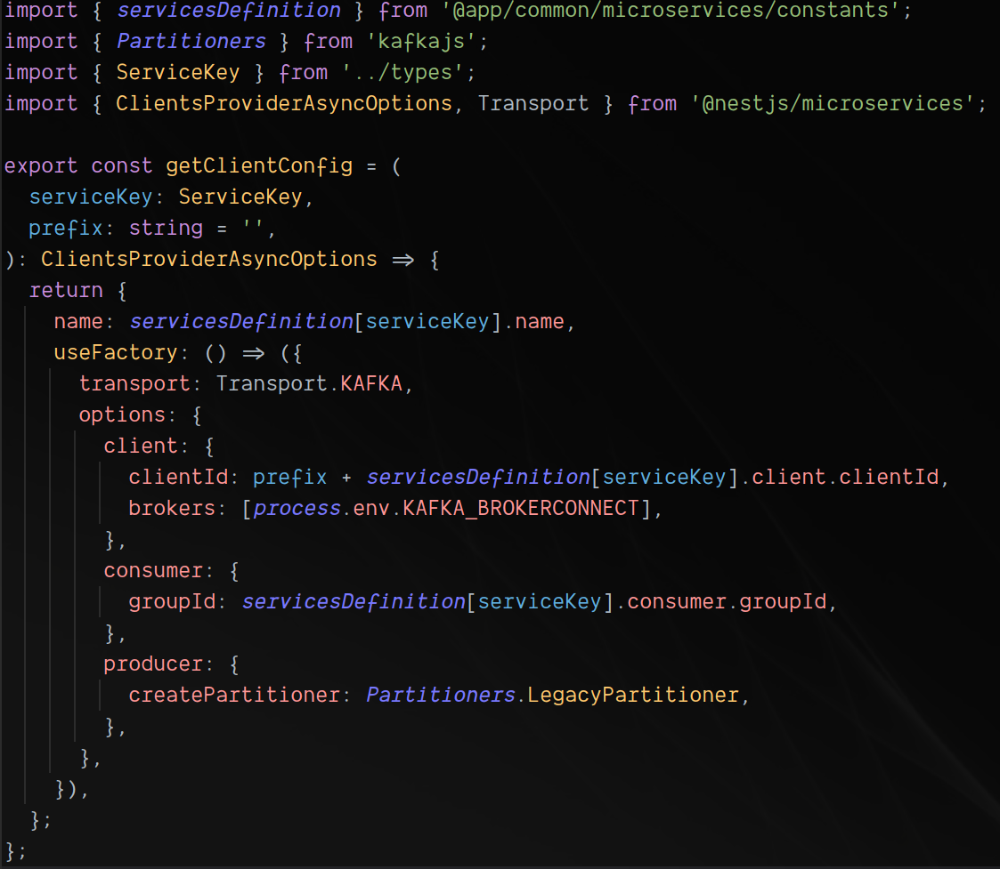 import { servicesDefinition } from '@app/common/microservices/constants';
import { Partitioners } from 'kafkajs';
import { ServiceKey } from '../types';
import { ClientsProviderAsyncOptions, Transport } from '@nestjs/microservices';

export const getClientConfig = (
  serviceKey: ServiceKey,
  prefix: string = '',
): ClientsProviderAsyncOptions => {
  return {
    name: servicesDefinition[serviceKey].name,
    useFactory: () => ({
      transport: Transport.KAFKA,
      options: {
        client: {
          clientId: prefix + servicesDefinition[serviceKey].client.clientId,
          brokers: [process.env.KAFKA_BROKERCONNECT],
        },
        consumer: {
          groupId: servicesDefinition[serviceKey].consumer.groupId,
        },
        producer: {
          createPartitioner: Partitioners.LegacyPartitioner,
        },
      },
    }),
  };
};